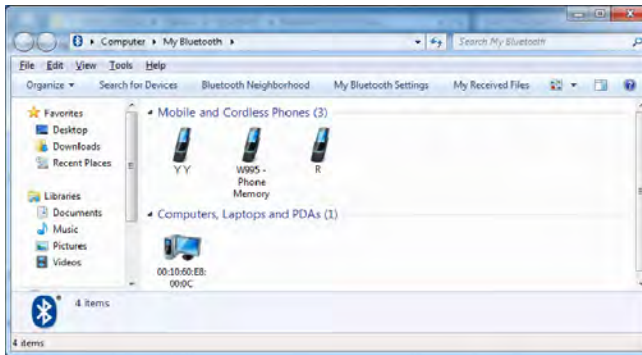 Computer ▸ My Bluetooth ▸
Search My Bluetooth
File Edit View Tools Help
Organize ▾ Search for Devices Bluetooth Neighborhood My Bluetooth Settings My Received Files
Favorites
Desktop
Downloads
Recent Places
Libraries
Documents
Music
Pictures
Videos
Mobile and Cordless Phones (3)
Y Y
W995 -
Phone
Memory
R
Computers, Laptops and PDAs (1)
00:10:60:E8:
00:0C
4 items
4 items